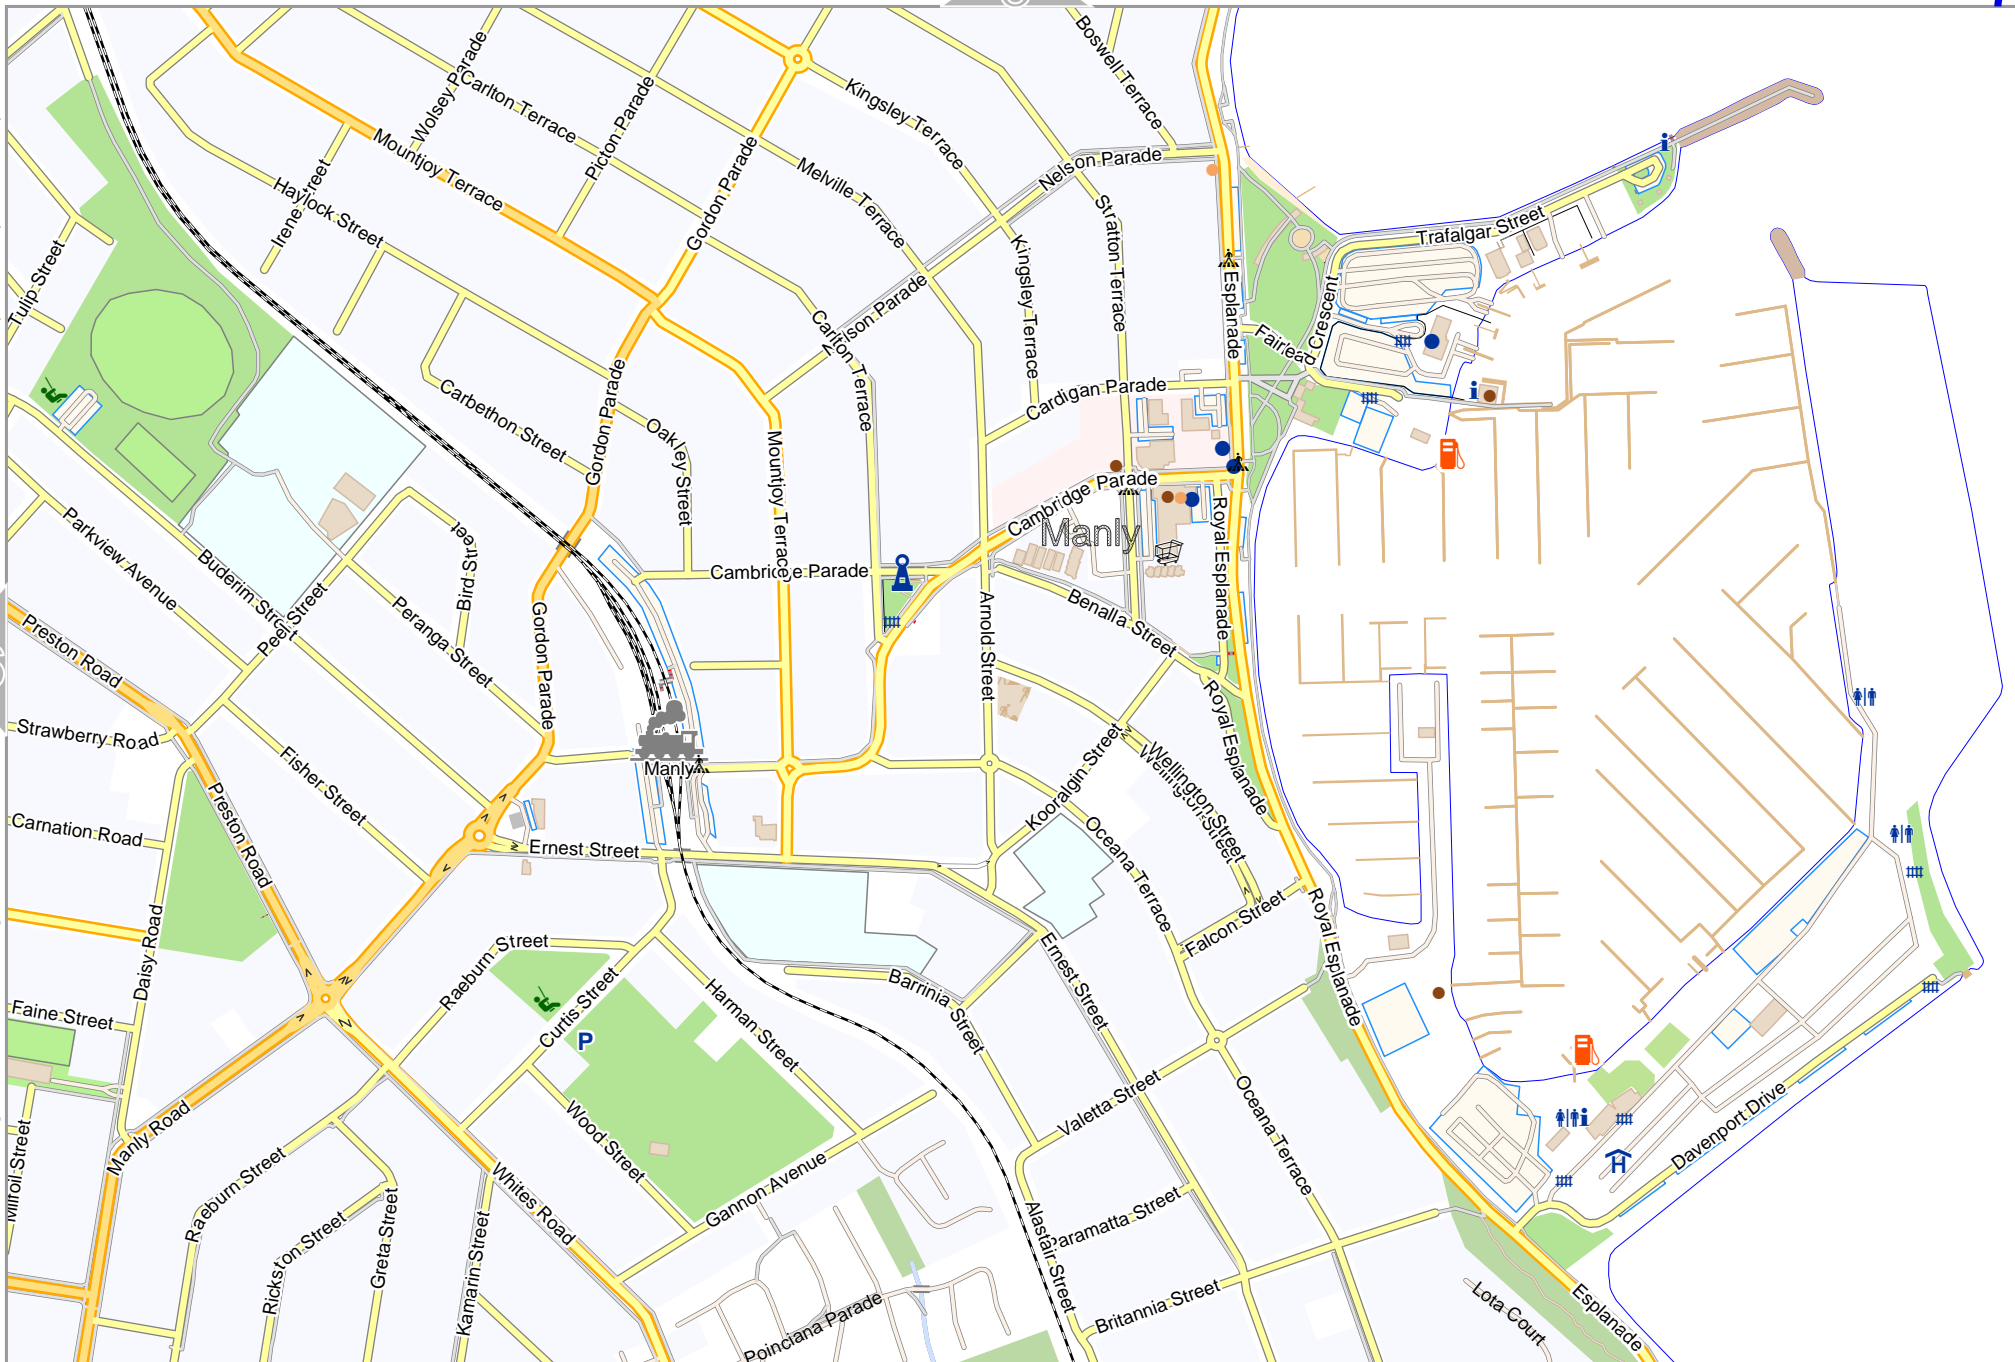 Boswell Terrace
Wolsey Parade
Carlton Terrace
Picton Parade
Kingsley Terrace
Mountjoy Terrace
Gordon Parade
Melville Terrace
Nelson Parade
Haylock Street
Irene Street
Stratton Terrace
Trafalgar Street
Tulip Street
Kingsley Terrace
Esplanade
Fairlead Crescent
Nelson Parade
Carlton Terrace
Carbethon Street
Gordon Parade
Oakley Street
Cardigan Parade
Mountjoy Terrace
Cambridge Parade
Manly
Royal Esplanade
Parkview Avenue
Buderim Street
Bird Street
Peel Street
Peranga Street
Cambridge Parade
Benalla Street
Arnold Street
Preston Road
Gordon Parade
Strawberry Road
Fisher Street
Manly
Royal Esplanade
Wellington Street
Wellington Street
Kooralgin Street
Preston Road
Carnation Road
Ernest Street
Oceana Terrace
Falcon Street
Royal Esplanade
Daisy Road
Raeburn Street
Curtis Street
Harman Street
Barrinia Street
Ernest Street
Faine Street
P
Manly Road
Wood Street
Valetta Street
Oceana Terrace
Davenport Drive
H
Milfoil Street
Raeburn Street
Whites Road
Gannon Avenue
Paramatta Street
Alastair Street
Rickston Street
Greta Street
Kamarin Street
Britannia Street
Poinciana Parade
Lota Court
Esplanade